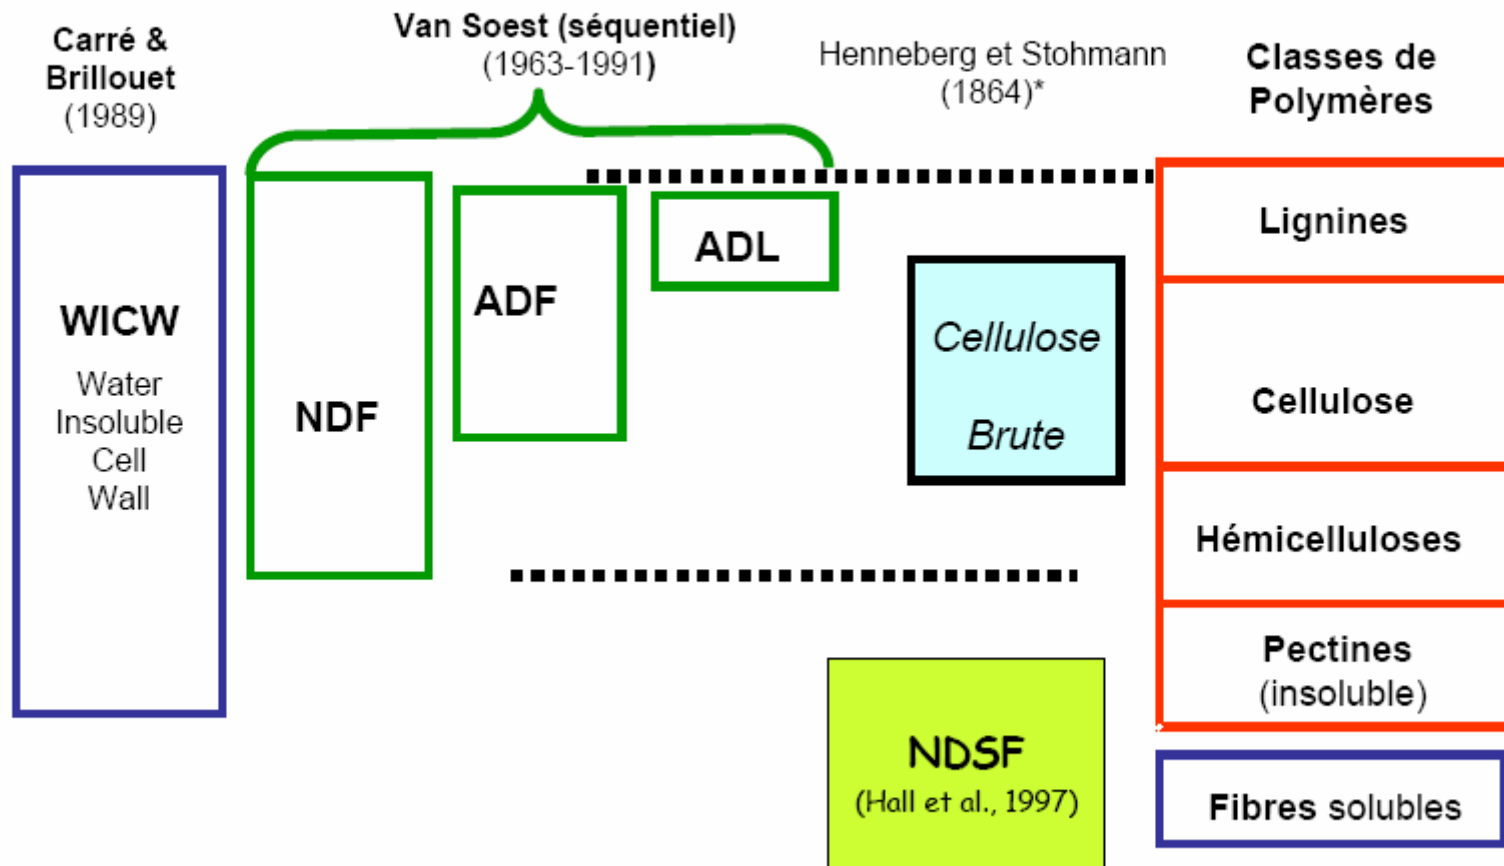 Carré &
Brillouet
(1989)
Van Soest (séquentiel)
(1963-1991)
Henneberg et Stohmann
(1864)*
Classes de
Polymères
WICW
Water
Insoluble
Cell
Wall
NDF
ADF
ADL
Cellulose
Brute
NDSF
(Hall et al., 1997)
Lignines
Cellulose
Hémicelluloses
Pectines
(insoluble)
Fibres solubles